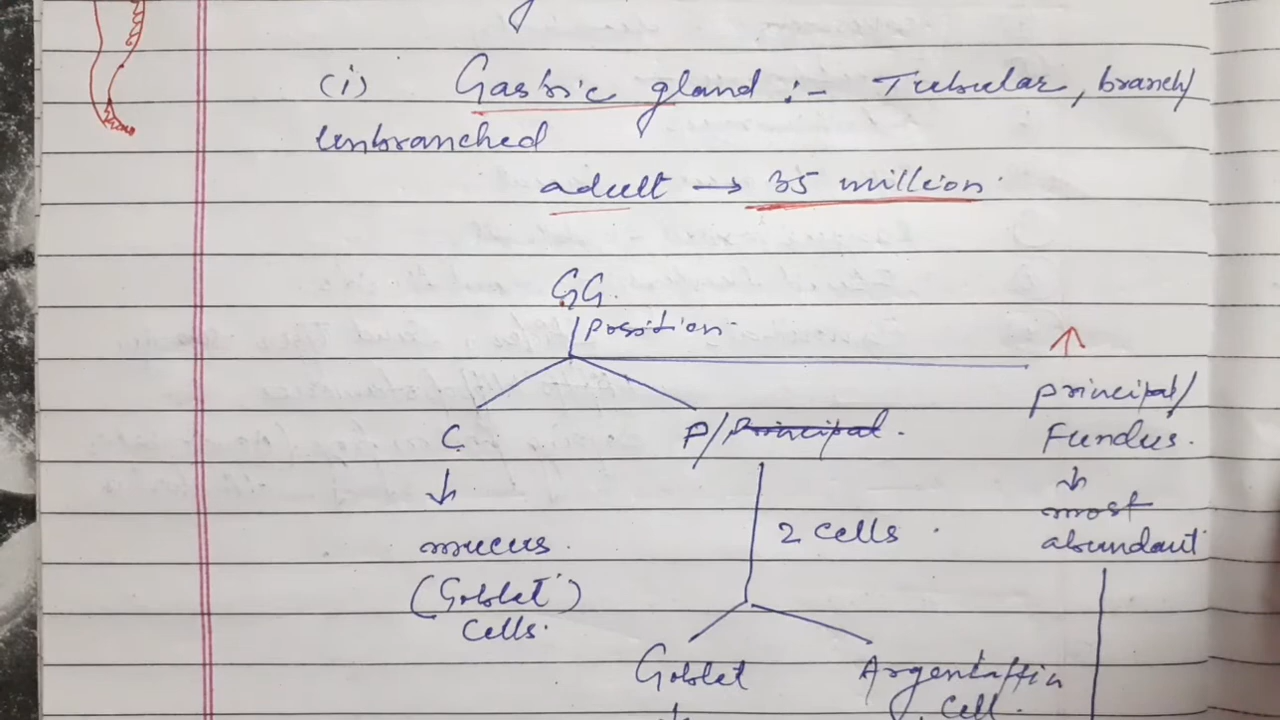 (i) Gastric gland :- Tubular, branch/
unbranched
adult → 35 million.
GG.
position
C
P/principal.
principal/
Fundus.
↓
↓
most
abundant
mucus.
2 cells.
(Goblet)
cells.
Goblet
Argentaffin
cell.